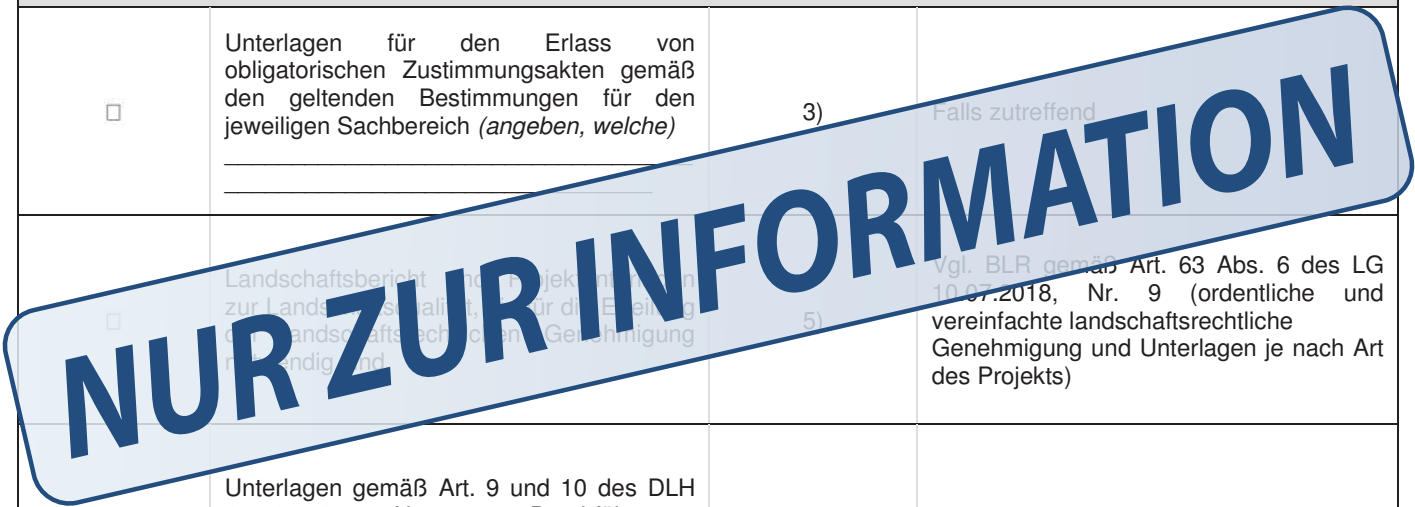 Unterlagen für den Erlass von
obligatorischen Zustimmungsakten gemäß
den geltenden Bestimmungen für den
jeweiligen Sachbereich (angeben, welche)
3)
Falls zutreffend
Landschaftsbericht
zur
für die
Genehmigung
5)
Vgl. BLR gemäß Art. 63 Abs. 6 des LG
10.07.2018, Nr. 9 (ordentliche und
vereinfachte landschaftsrechtliche
Genehmigung und Unterlagen je nach Art
des Projekts)
NUR ZUR INFORMATION
Unterlagen gemäß Art. 9 und 10 des DLH